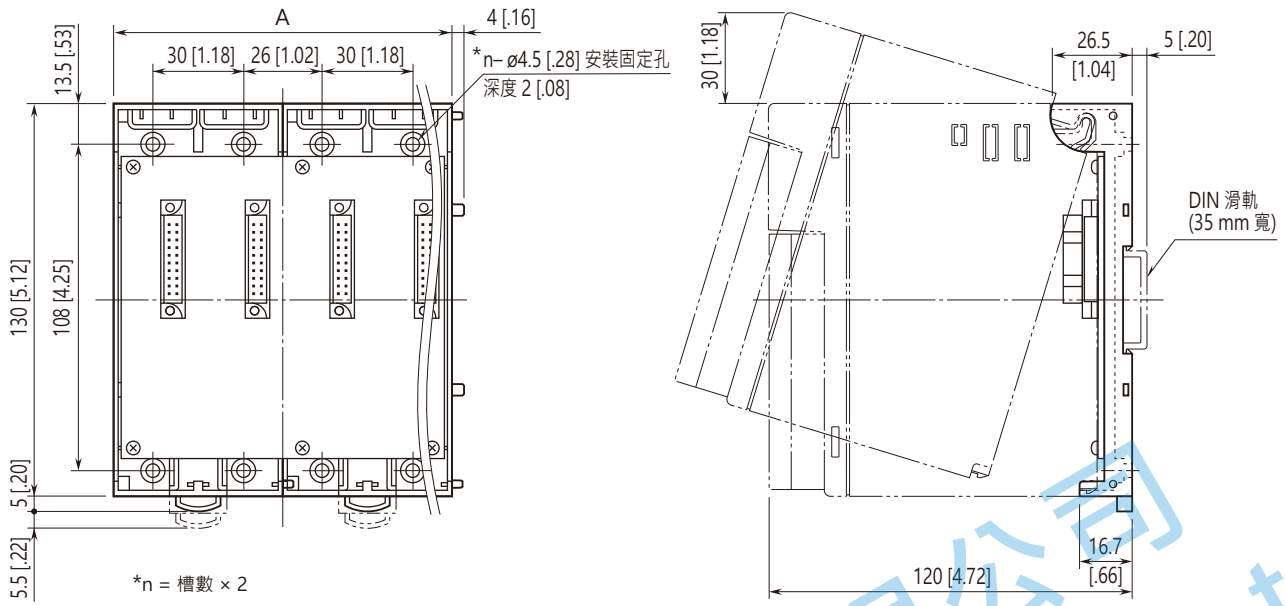 A
4 [.16]
30 [1.18]
26 [1.02]
30 [1.18]
13.5 [.53]
*n– ø4.5 [.28] 安裝固定孔
深度 2 [.08]
130 [5.12]
108 [4.25]
5 [.20]
5.5 [.22]
*n = 槽數 × 2
30 [1.18]
26.5
[1.04]
5 [.20]
DIN 滑軌
(35 mm 寬)
16.7
[.66]
120 [4.72]
公司